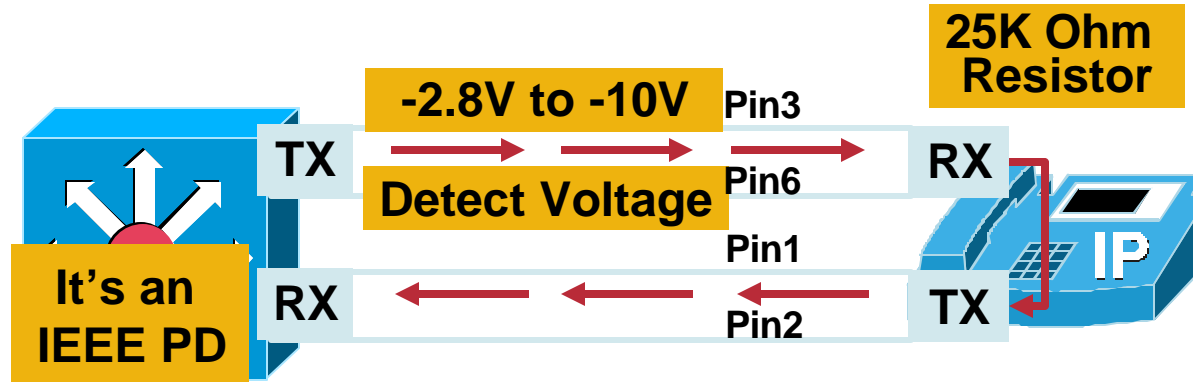 25K Ohm
Resistor
-2.8V to -10V
Pin3
TX
RX
Detect Voltage
Pin6
IP
Pin1
It's an
IEEE PD
RX
TX
Pin2